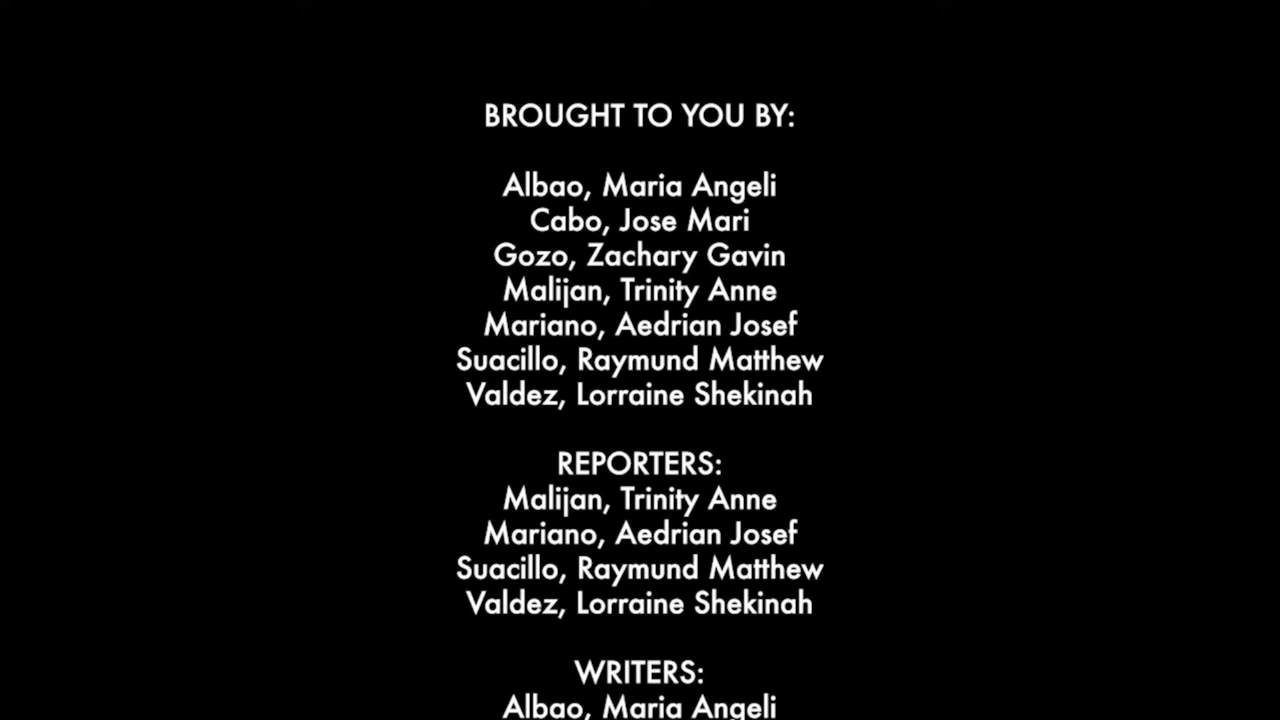 BROUGHT TO YOU BY:
Albao, Maria Angeli
Cabo, Jose Mari
Gozo, Zachary Gavin
Malijan, Trinity Anne
Mariano, Aedrian Josef
Suacillo, Raymund Matthew
Valdez, Lorraine Shekinah
REPORTERS:
Malijan, Trinity Anne
Mariano, Aedrian Josef
Suacillo, Raymund Matthew
Valdez, Lorraine Shekinah
WRITERS:
Albao, Maria Angeli